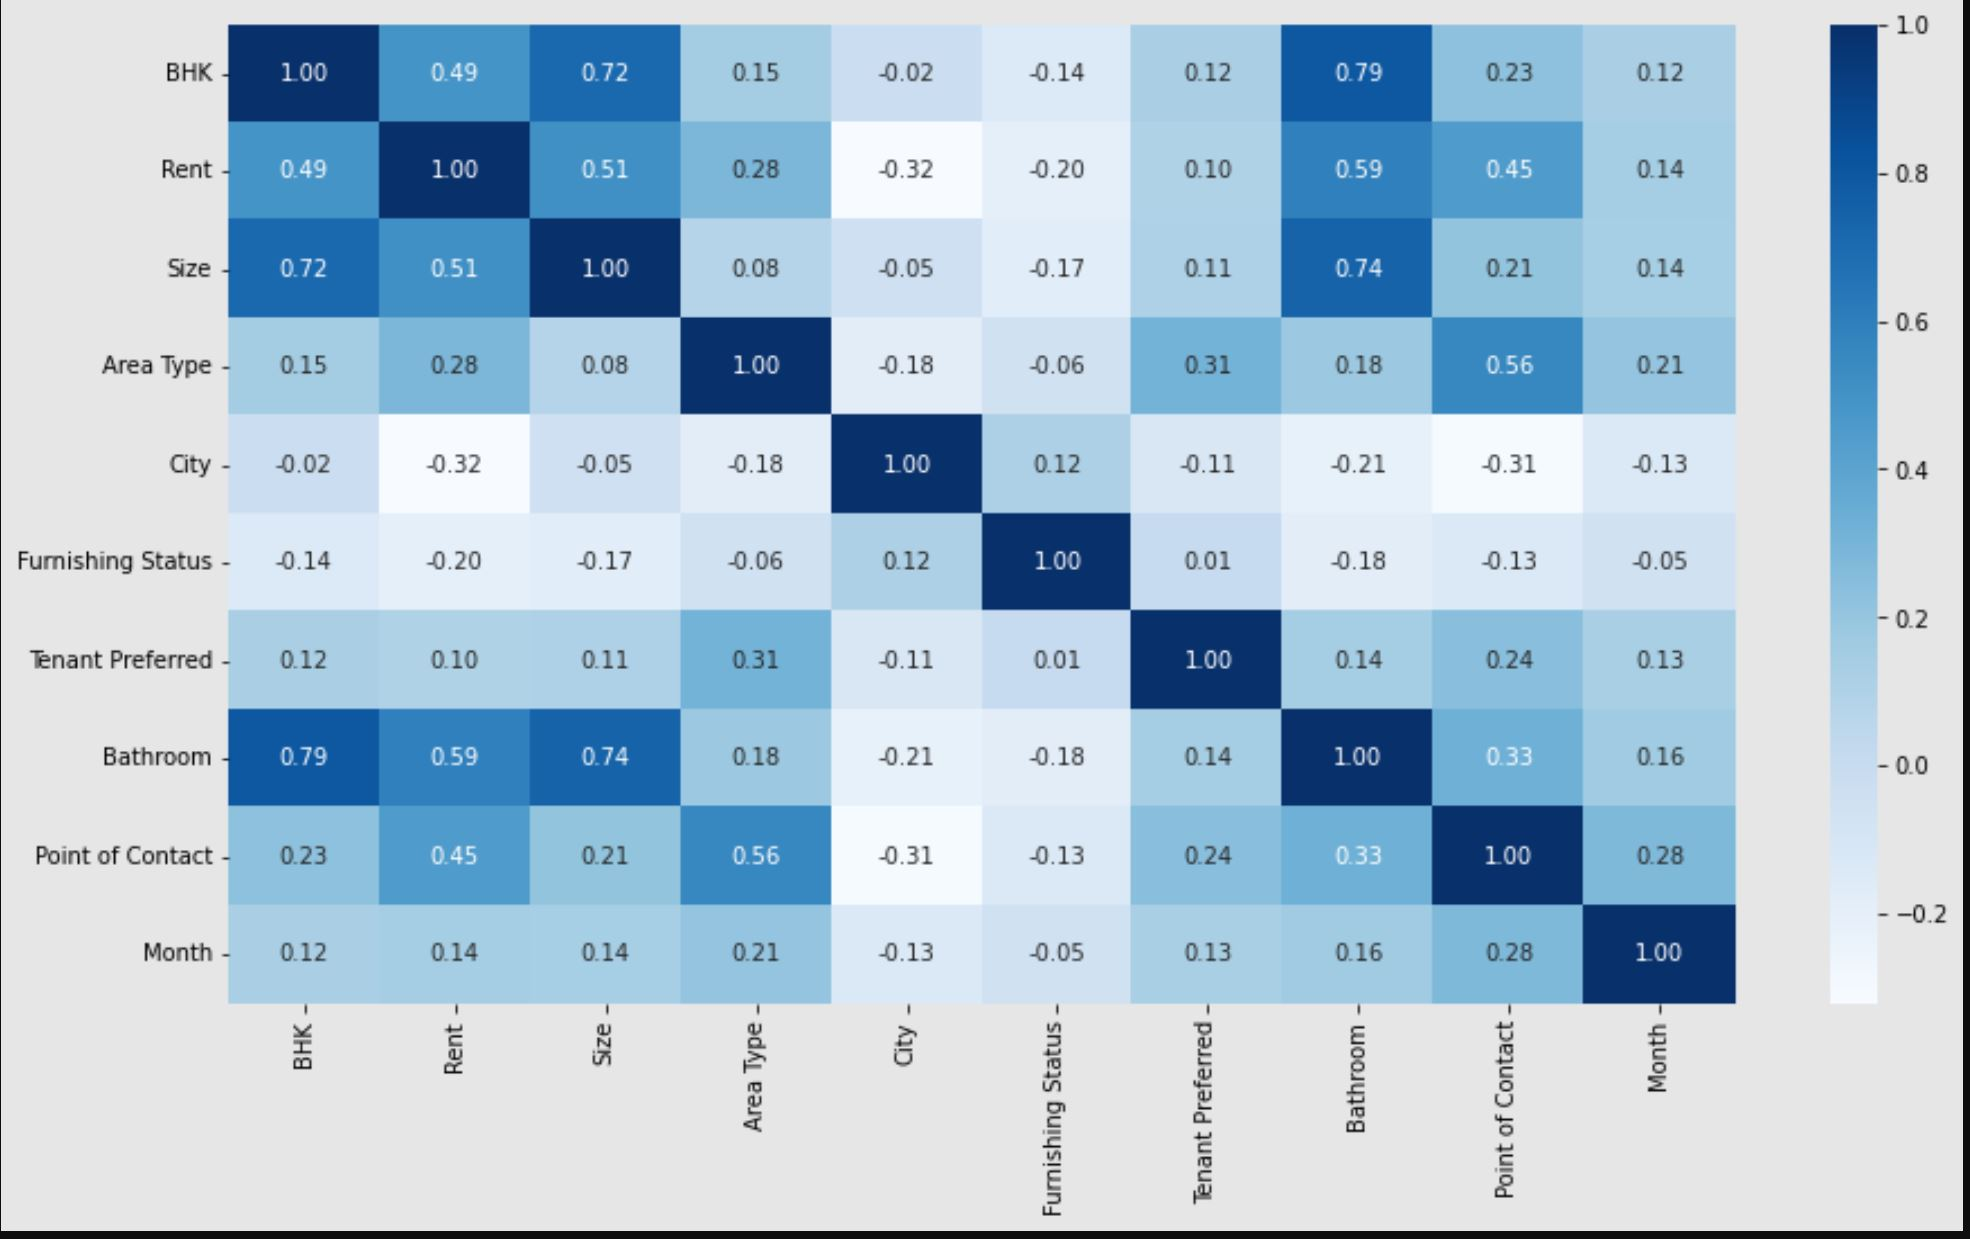 BHK 1.00 0.49 0.72 0.15 -0.02 -0.14 0.12 0.79 0.23 0.12
Rent 0.49 1.00 0.51 0.28 -0.32 -0.20 0.10 0.59 0.45 0.14
Size 0.72 0.51 1.00 0.08 -0.05 -0.17 0.11 0.74 0.21 0.14
Area Type 0.15 0.28 0.08 1.00 -0.18 -0.06 0.31 0.18 0.56 0.21
City -0.02 -0.32 -0.05 -0.18 1.00 0.12 -0.11 -0.21 -0.31 -0.13
Furnishing Status -0.14 -0.20 -0.17 -0.06 0.12 1.00 0.01 -0.18 -0.13 -0.05
Tenant Preferred 0.12 0.10 0.11 0.31 -0.11 0.01 1.00 0.14 0.24 0.13
Bathroom 0.79 0.59 0.74 0.18 -0.21 -0.18 0.14 1.00 0.33 0.16
Point of Contact 0.23 0.45 0.21 0.56 -0.31 -0.13 0.24 0.33 1.00 0.28
Month 0.12 0.14 0.14 0.21 -0.13 -0.05 0.13 0.16 0.28 1.00
BHK
Rent
Size
Area Type
City
Furnishing Status
Tenant Preferred
Bathroom
Point of Contact
Month
1.0
0.8
0.6
0.4
0.2
0.0
−0.2